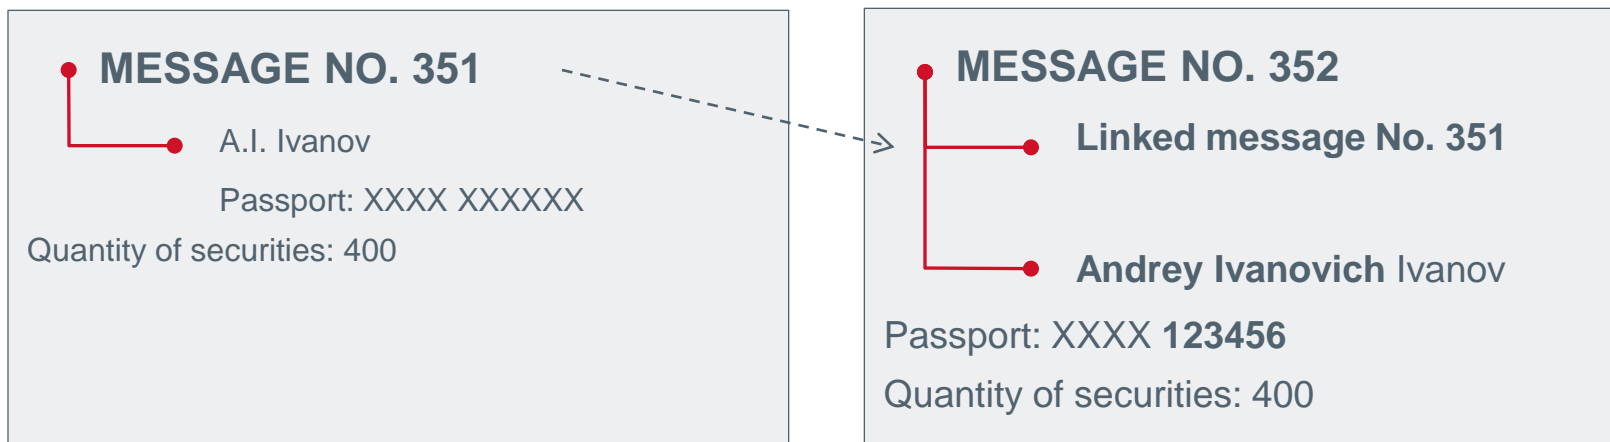 MESSAGE NO. 351
A.I. Ivanov
Passport: XXXX XXXXXX
Quantity of securities: 400
MESSAGE NO. 352
Linked message No. 351
Andrey Ivanovich Ivanov
Passport: XXXX 123456
Quantity of securities: 400